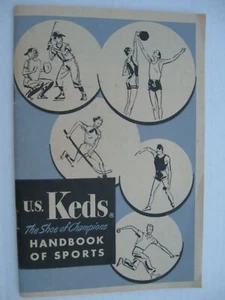 U.S. Keds®
The Shoe of Champions
HANDBOOK
OF SPORTS